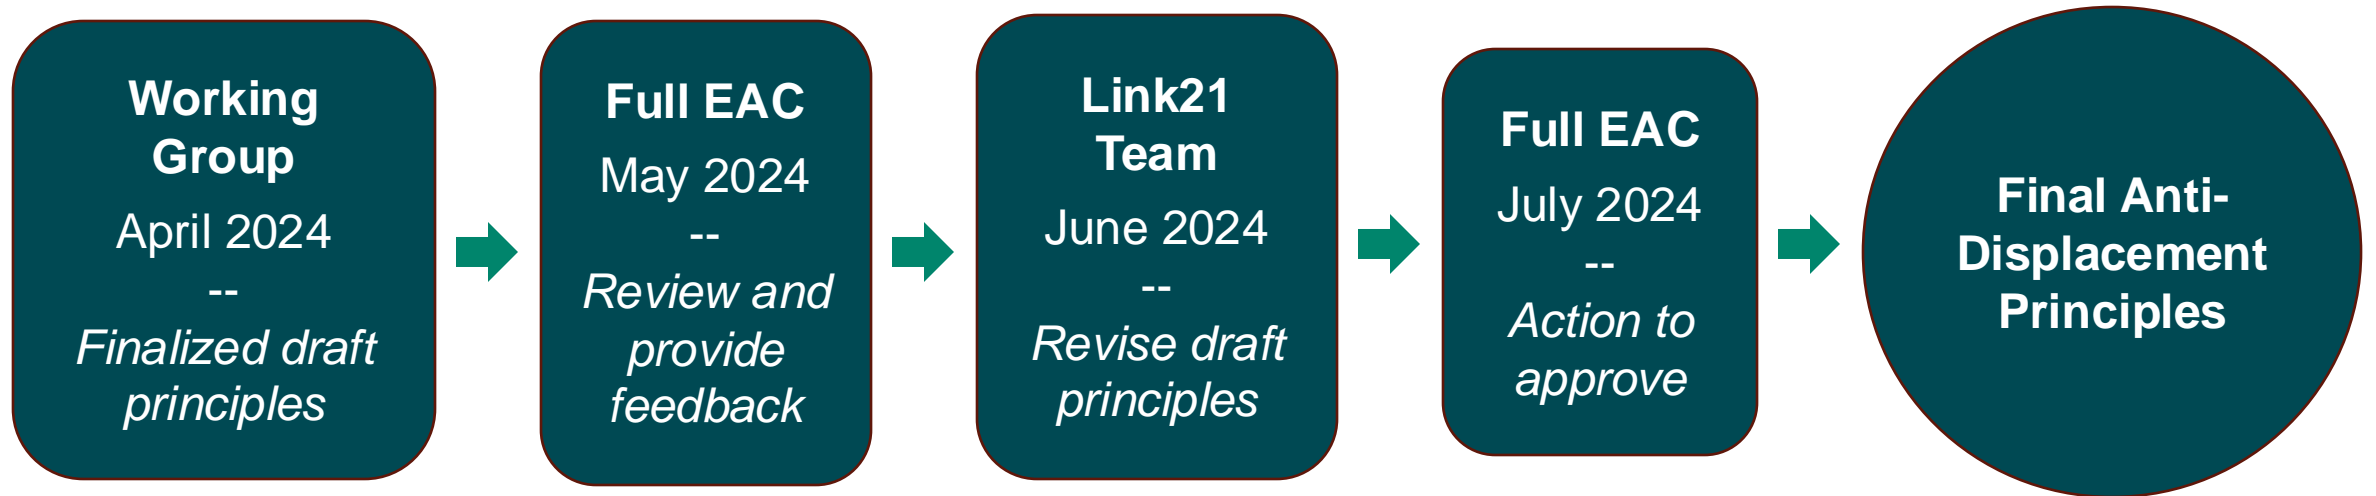 Working
Group
April 2024
--
Finalized draft
principles
Full EAC
May 2024
--
Review and
provide
feedback
Link21
Team
June 2024
--
Revise draft
principles
Full EAC
July 2024
--
Action to
approve
Final Anti-
Displacement
Principles